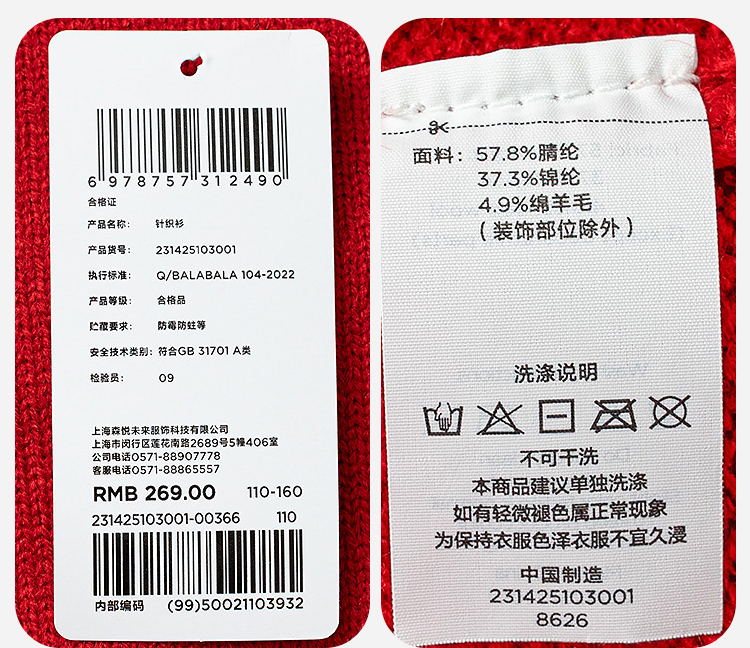 6 978757 312490
合格证
产品名称: 针织衫
产品货号: 231425103001
执行标准: Q/BALABALA 104-2022
产品等级: 合格品
贮藏要求: 防霉防蛀等
安全技术类别: 符合GB 31701 A类
检验员: 09
上海森悦未来服饰科技有限公司
上海市闵行区莲花南路2689号5幢406室
公司电话0571-88907778
客服电话0571-88865557
RMB 269.00 110-160
231425103001-00366 110
内部编码 (99)50021103932
面料: 57.8%腈纶
37.3%锦纶
4.9%绵羊毛
(装饰部位除外)
洗涤说明
不可干洗
本商品建议单独洗涤
如有轻微褪色属正常现象
为保持衣服色泽衣服不宜久浸
中国制造
231425103001
8626